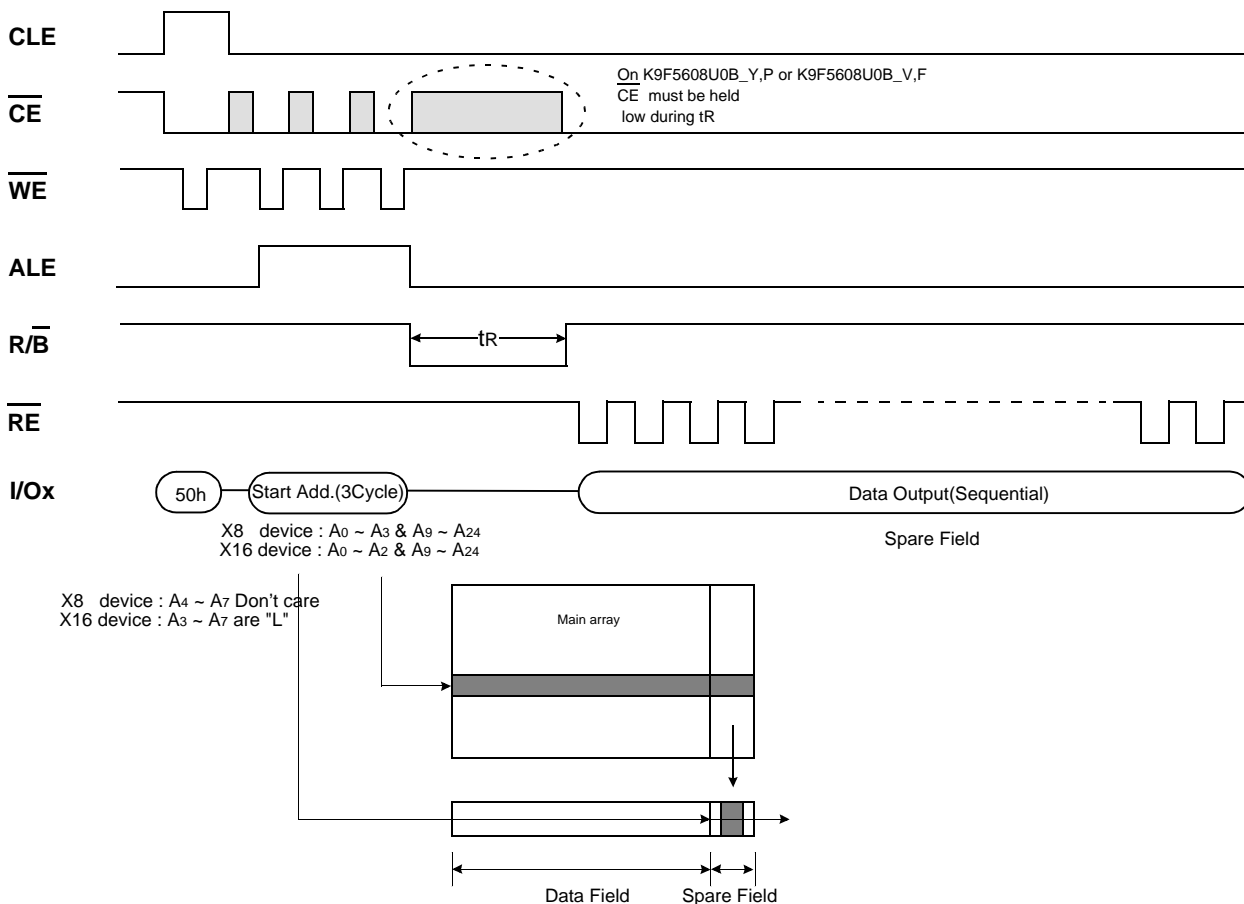 CLE
On K9F5608U0B_Y,P or K9F5608U0B_V,F
CE must be held
low during tR
CE
WE
ALE
R/B
tR
RE
I/Ox
50h
Start Add.(3Cycle)
Data Output(Sequential)
X8 device : A0 ~ A3 & A9 ~ A24
X16 device : A0 ~ A2 & A9 ~ A24
Spare Field
X8 device : A4 ~ A7 Don't care
X16 device : A3 ~ A7 are "L"
Main array
Data Field
Spare Field